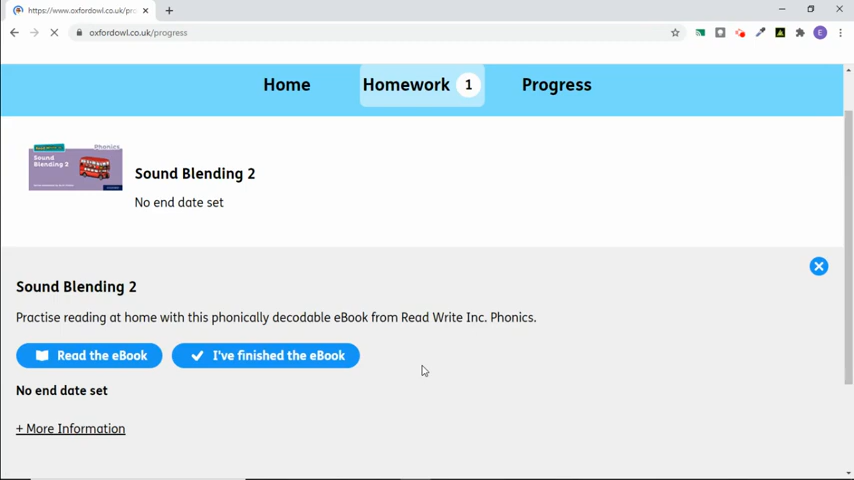 https://www.oxfordowl.co.uk/pro
oxfordowl.co.uk/progress
E
Home
Homework 1
Progress
Phonics
Sound
Blending 2
Sound Blending 2
No end date set
Sound Blending 2
Practise reading at home with this phonically decodable eBook from Read Write Inc. Phonics.
Read the eBook
I've finished the eBook
No end date set
+ More Information